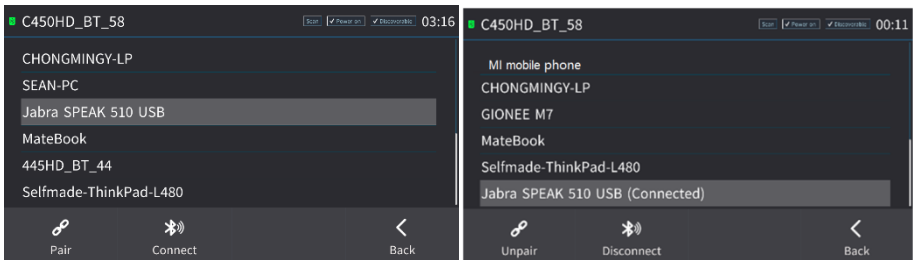 C450HD_BT_58 Scan ✓Power on ✓Discoverable 03:16
CHONGMINGY-LP
SEAN-PC
Jabra SPEAK 510 USB
MateBook
445HD_BT_44
Selfmade-ThinkPad-L480
Pair Connect Back
C450HD_BT_58 Scan ✓Power on ✓Discoverable 00:11
MI mobile phone
CHONGMINGY-LP
GIONEE M7
MateBook
Selfmade-ThinkPad-L480
Jabra SPEAK 510 USB (Connected)
Unpair Disconnect Back